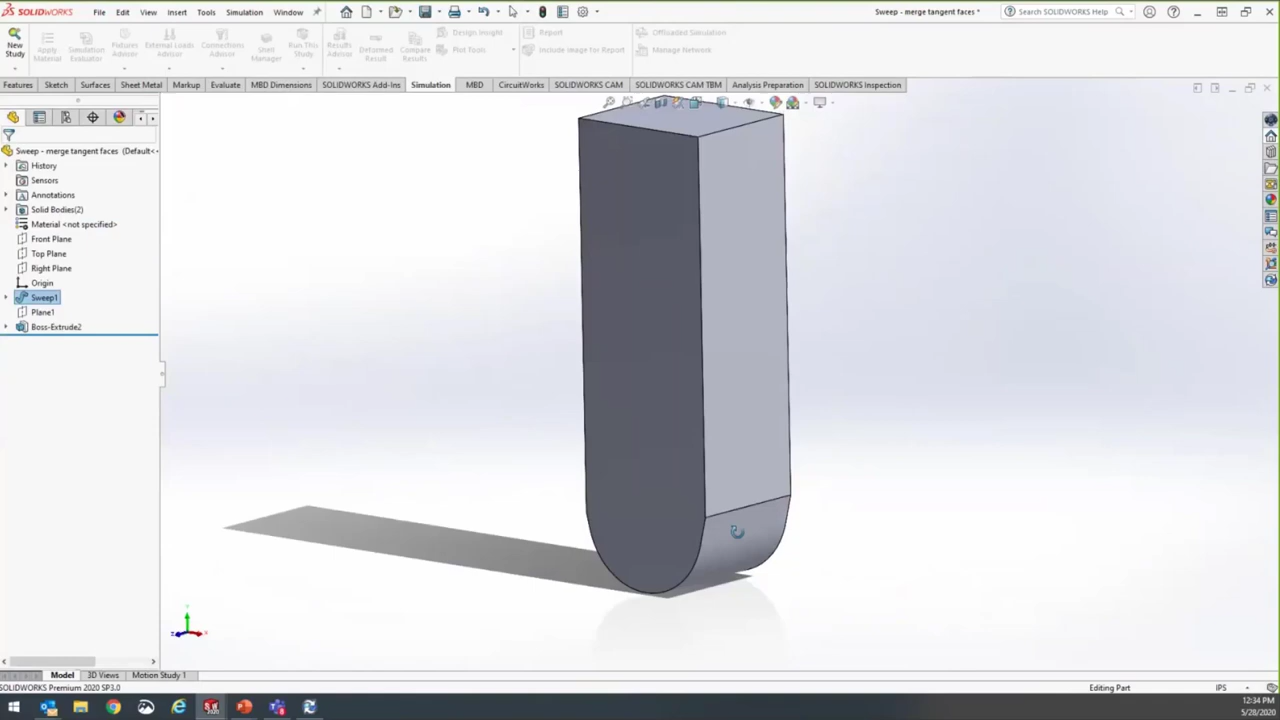 SOLIDWORKS File Edit View Insert Tools Simulation Window Sweep - merge tangent faces * Search SOLIDWORKS Help
New Study
Apply Material
Simulation Evaluator
Fixtures Advisor
External Loads Advisor
Connections Advisor
Shell Manager
Run This Study
Results Advisor
Deformed Result
Compare Results
Design Insight
Plot Tools
Report
Include Image for Report
Offloaded Simulation
Manage Network
Features Sketch Surfaces Sheet Metal Markup Evaluate MBD Dimensions SOLIDWORKS Add-Ins Simulation MBD CircuitWorks SOLIDWORKS CAM SOLIDWORKS CAM TBM Analysis Preparation SOLIDWORKS Inspection
Sweep - merge tangent faces (Default<
History
Sensors
Annotations
Solid Bodies(2)
Material <not specified>
Front Plane
Top Plane
Right Plane
Origin
Sweep1
Plane1
Boss-Extrude2
Model 3D Views Motion Study 1
SOLIDWORKS Premium 2020 SP3.0 Editing Part IPS
12:34 PM
5/28/2020